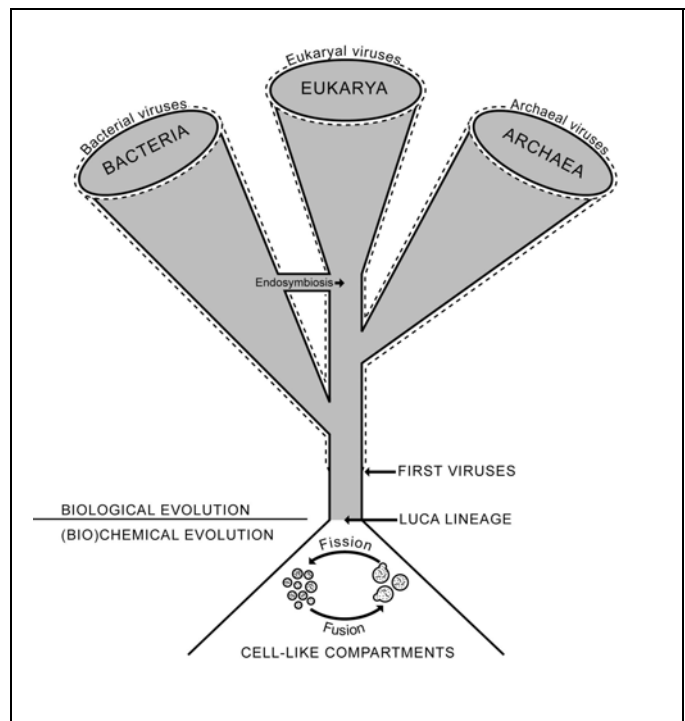 Eukaryal viruses
EUKARYA
Bacterial viruses
BACTERIA
Archaeal viruses
ARCHAEA
Endosymbiosis
FIRST VIRUSES
BIOLOGICAL EVOLUTION
LUCA LINEAGE
(BIO)CHEMICAL EVOLUTION
Fission
Fusion
CELL-LIKE COMPARTMENTS